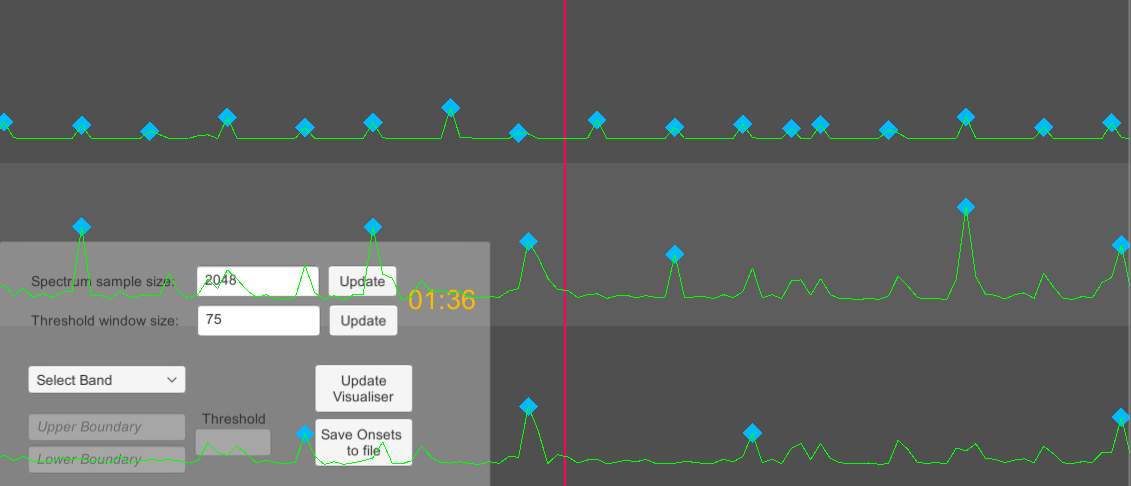 Spectrum sample size: 2048 Update
01:36
Threshold window size: 75 Update
Select Band
Update
Visualiser
Upper Boundary
Threshold
Save Onsets
to file
Lower Boundary